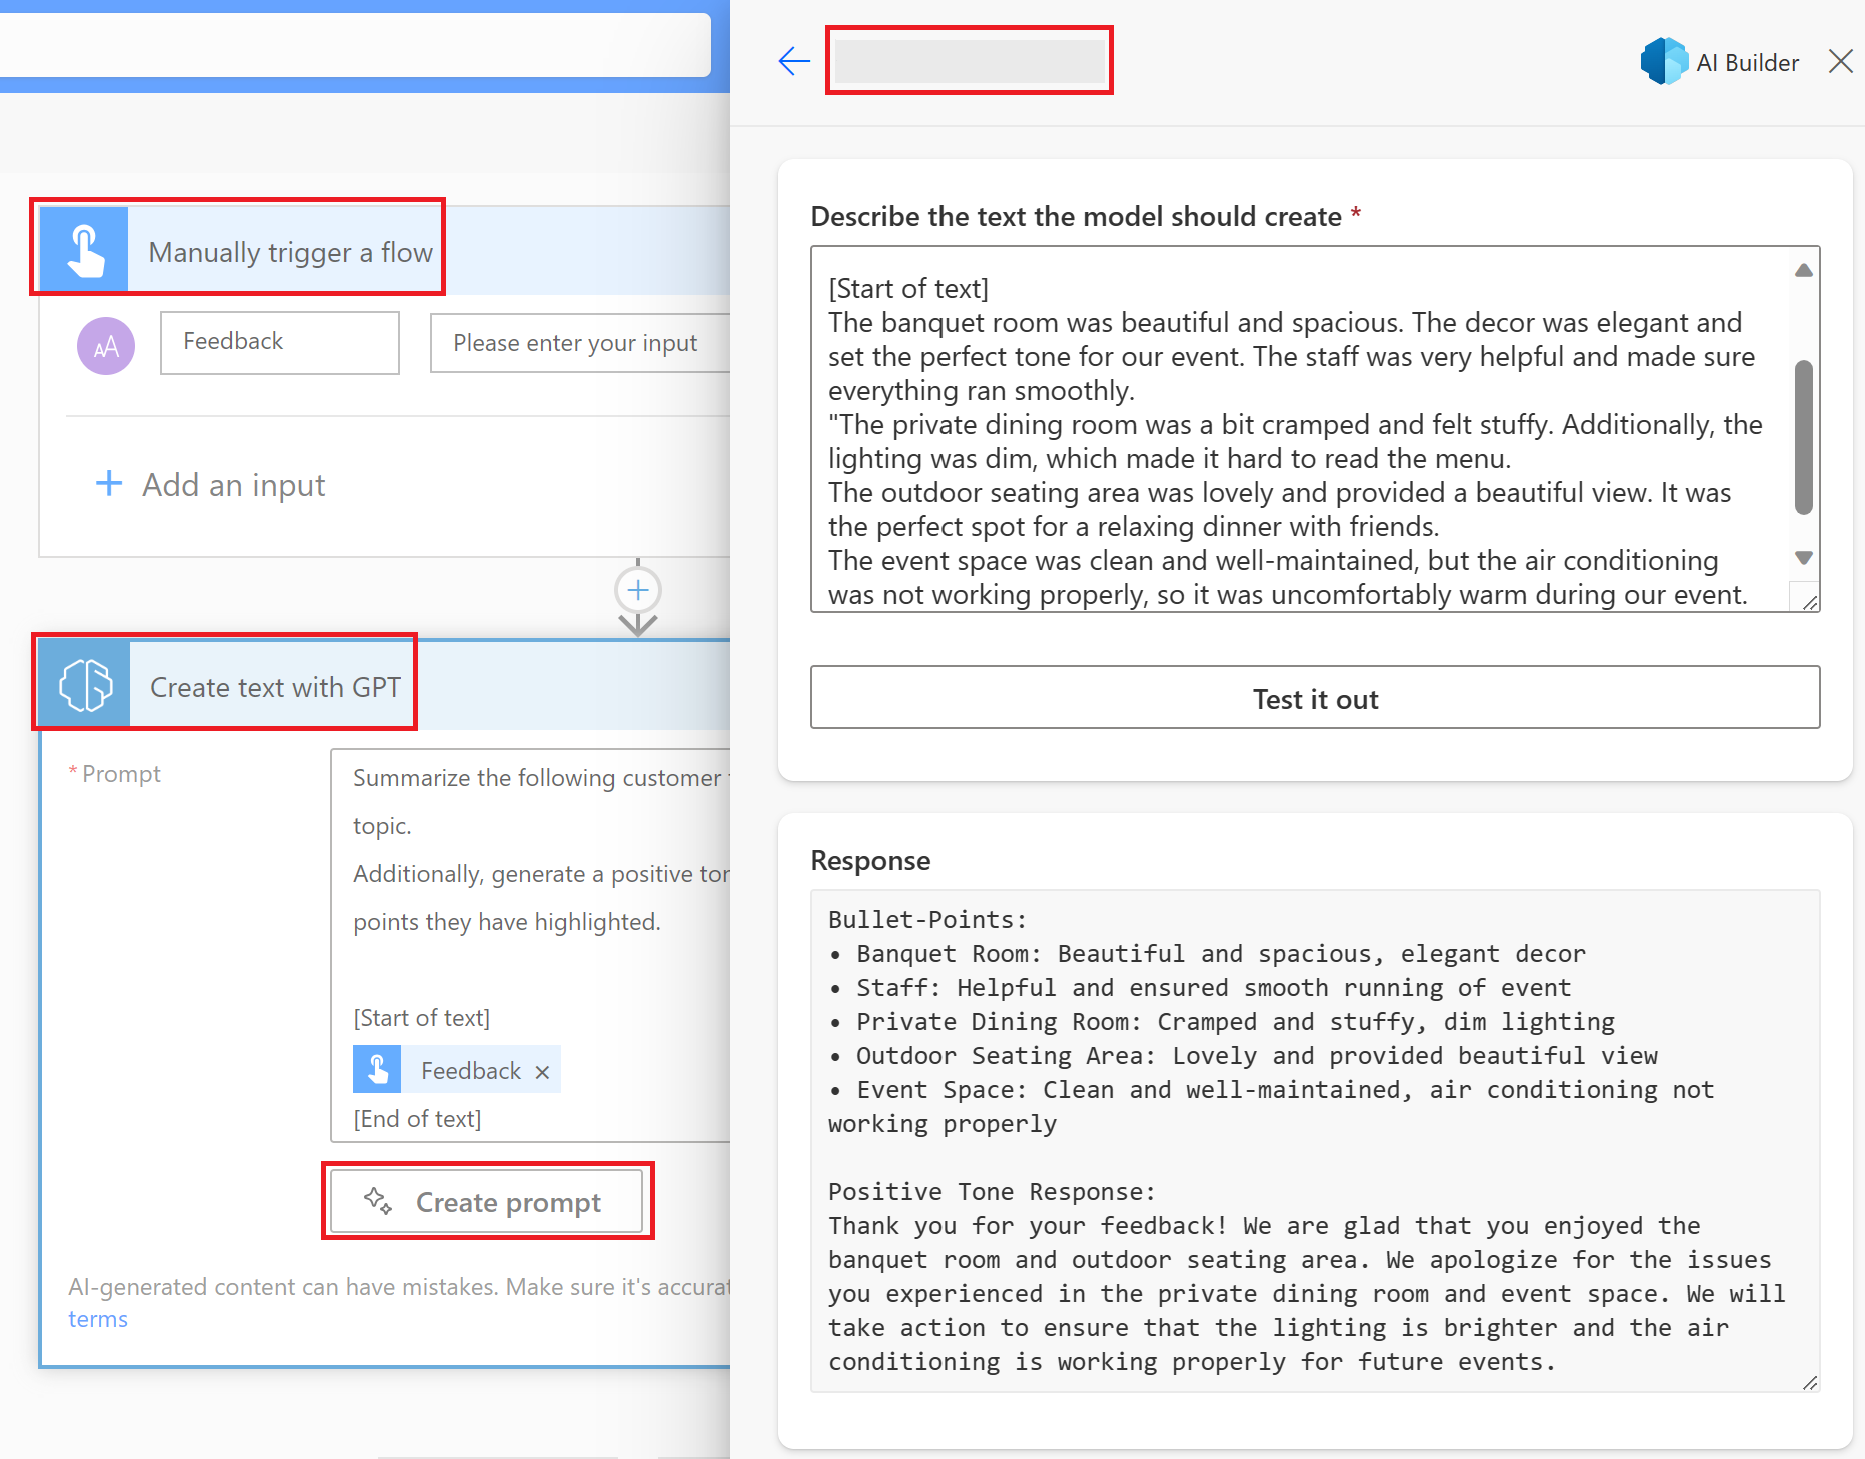 Manually trigger a flow
AA
Feedback
Please enter your input
+ Add an input
Create text with GPT
* Prompt
Summarize the following customer
topic.
Additionally, generate a positive
points they have highlighted.
[Start of text]
Feedback ×
[End of text]
Create prompt
AI-generated content can have mistakes. Make sure it's
terms
AI Builder
Describe the text the model should create *
[Start of text]
The banquet room was beautiful and spacious. The decor was elegant and
set the perfect tone for our event. The staff was very helpful and made sure
everything ran smoothly.
"The private dining room was a bit cramped and felt stuffy. Additionally, the
lighting was dim, which made it hard to read the menu.
The outdoor seating area was lovely and provided a beautiful view. It was
the perfect spot for a relaxing dinner with friends.
The event space was clean and well-maintained, but the air conditioning
was not working properly, so it was uncomfortably warm during our event.
Test it out
Response
Bullet-Points:
• Banquet Room: Beautiful and spacious, elegant decor
• Staff: Helpful and ensured smooth running of event
• Private Dining Room: Cramped and stuffy, dim lighting
• Outdoor Seating Area: Lovely and provided beautiful view
• Event Space: Clean and well-maintained, air conditioning not
working properly
Positive Tone Response:
Thank you for your feedback! We are glad that you enjoyed the
banquet room and outdoor seating area. We apologize for the issues
you experienced in the private dining room and event space. We will
take action to ensure that the lighting is brighter and the air
conditioning is working properly for future events.